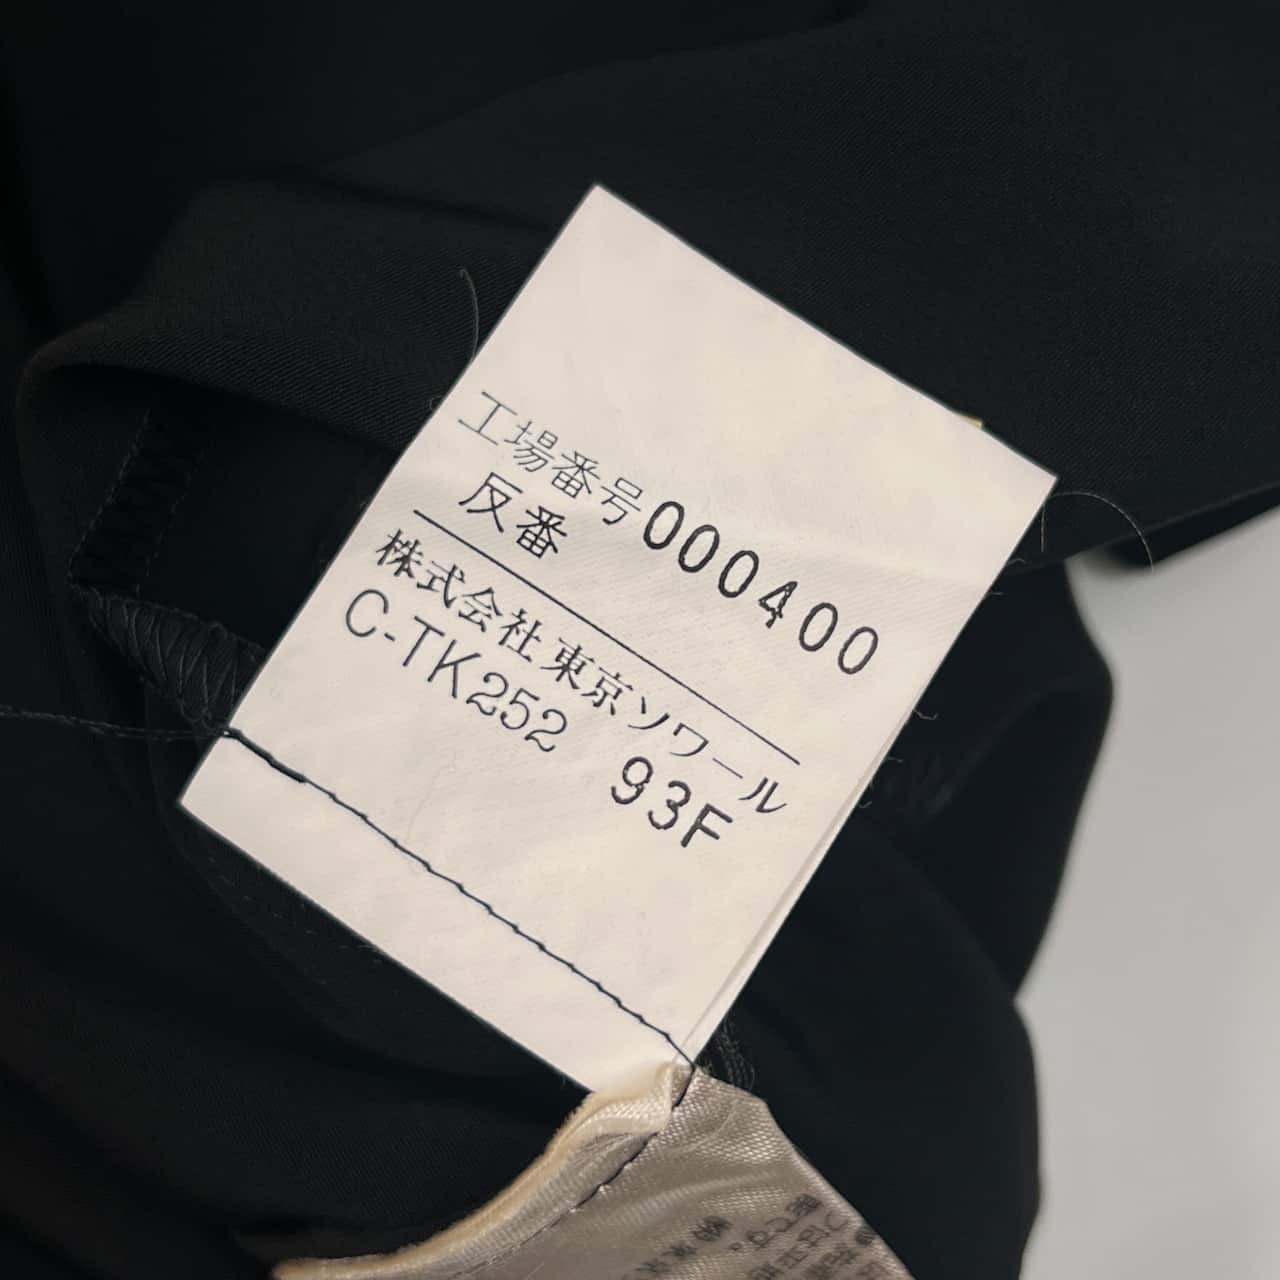 工場番号000400
反番
株式会社東京ソワール
C-TK252 93F